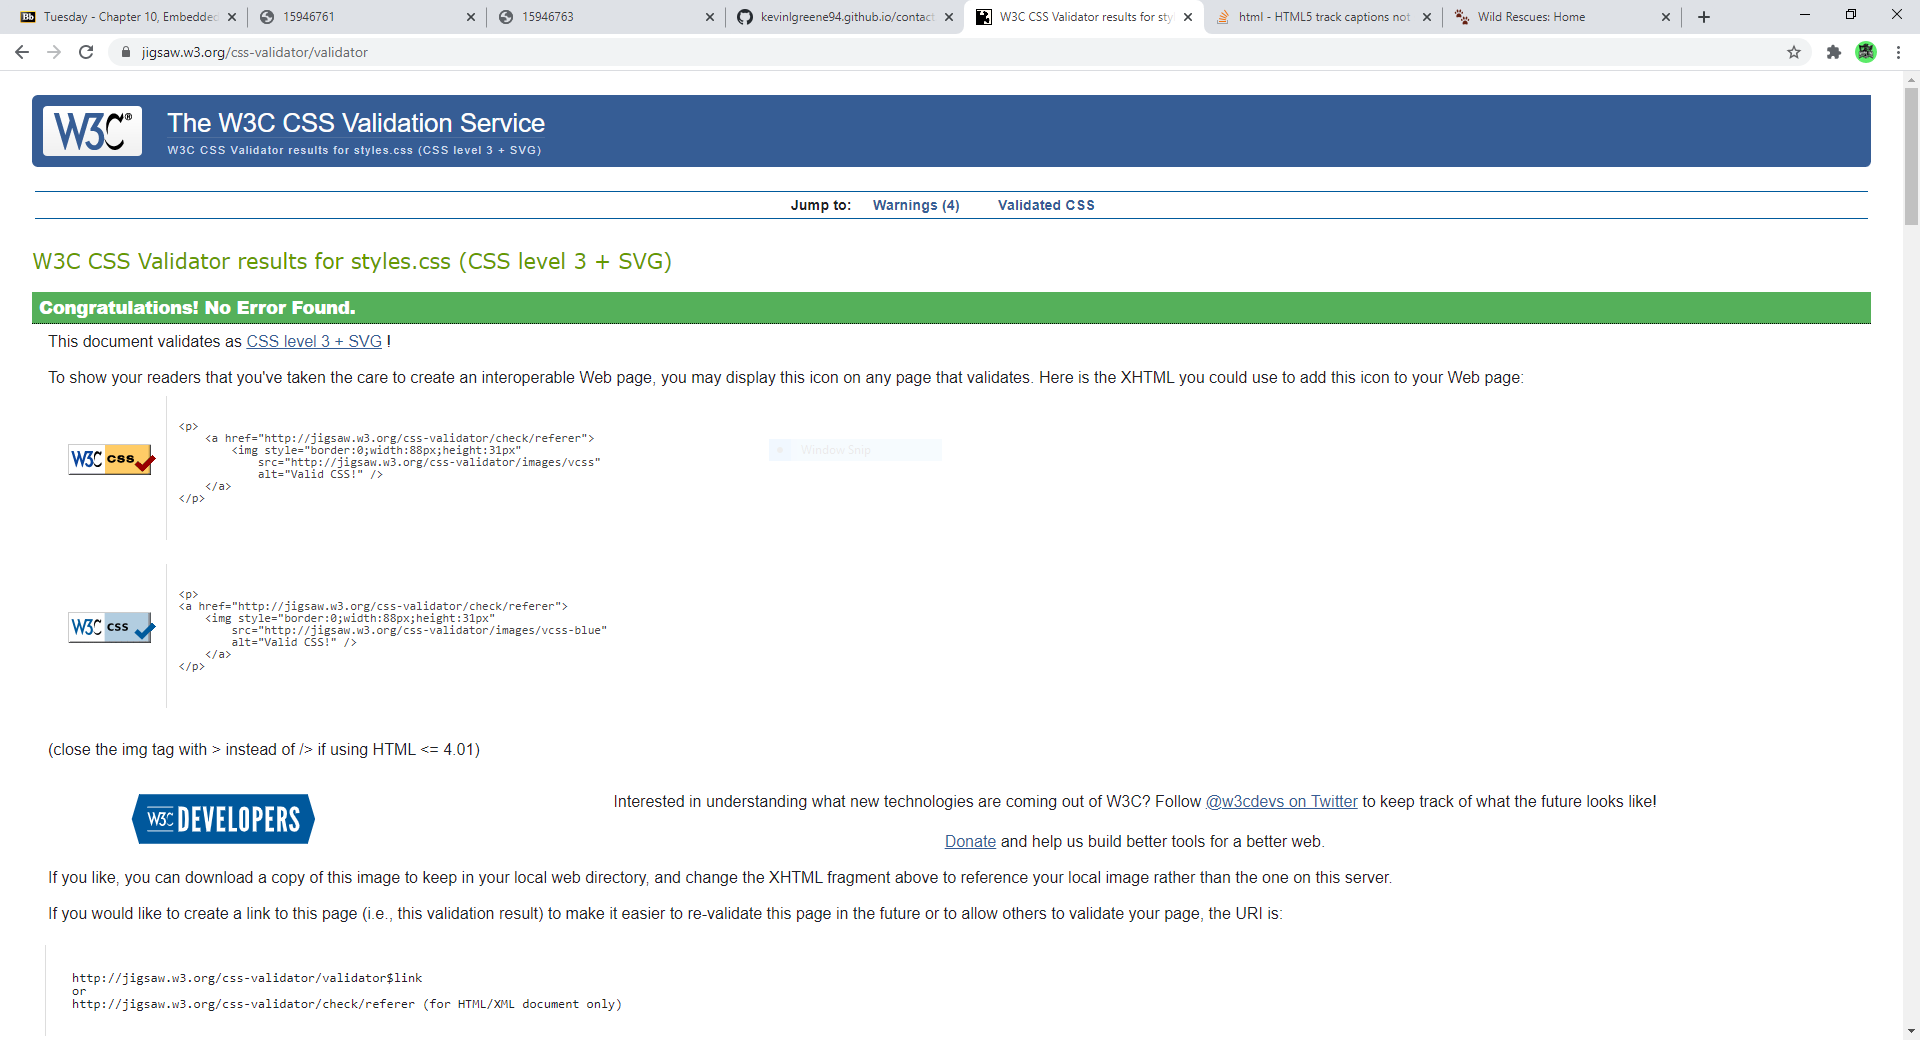 Bb Tuesday - Chapter 10, Embedded
15946761
15946763
kevinlgreene94.github.io/contact
W3C CSS Validator results for sty
html - HTML5 track captions not
Wild Rescues: Home
jigsaw.w3.org/css-validator/validator
W3C®
The W3C CSS Validation Service
W3C CSS Validator results for styles.css (CSS level 3 + SVG)
Jump to: Warnings (4) Validated CSS
W3C CSS Validator results for styles.css (CSS level 3 + SVG)
Congratulations! No Error Found.
This document validates as CSS level 3 + SVG !
To show your readers that you've taken the care to create an interoperable Web page, you may display this icon on any page that validates. Here is the XHTML you could use to add this icon to your Web page:
W3C css
<p>
<a href="http://jigsaw.w3.org/css-validator/check/referer">
<img style="border:0;width:88px;height:31px"
src="http://jigsaw.w3.org/css-validator/images/vcss"
alt="Valid CSS!" />
</a>
</p>
Window Snip
W3C css
<p>
<a href="http://jigsaw.w3.org/css-validator/check/referer">
<img style="border:0;width:88px;height:31px"
src="http://jigsaw.w3.org/css-validator/images/vcss-blue"
alt="Valid CSS!" />
</a>
</p>
(close the img tag with > instead of /> if using HTML <= 4.01)
W3C DEVELOPERS
Interested in understanding what new technologies are coming out of W3C? Follow @w3cdevs on Twitter to keep track of what the future looks like!
Donate and help us build better tools for a better web.
If you like, you can download a copy of this image to keep in your local web directory, and change the XHTML fragment above to reference your local image rather than the one on this server.
If you would like to create a link to this page (i.e., this validation result) to make it easier to re-validate this page in the future or to allow others to validate your page, the URI is:
http://jigsaw.w3.org/css-validator/validator$link
or
http://jigsaw.w3.org/css-validator/check/referer (for HTML/XML document only)